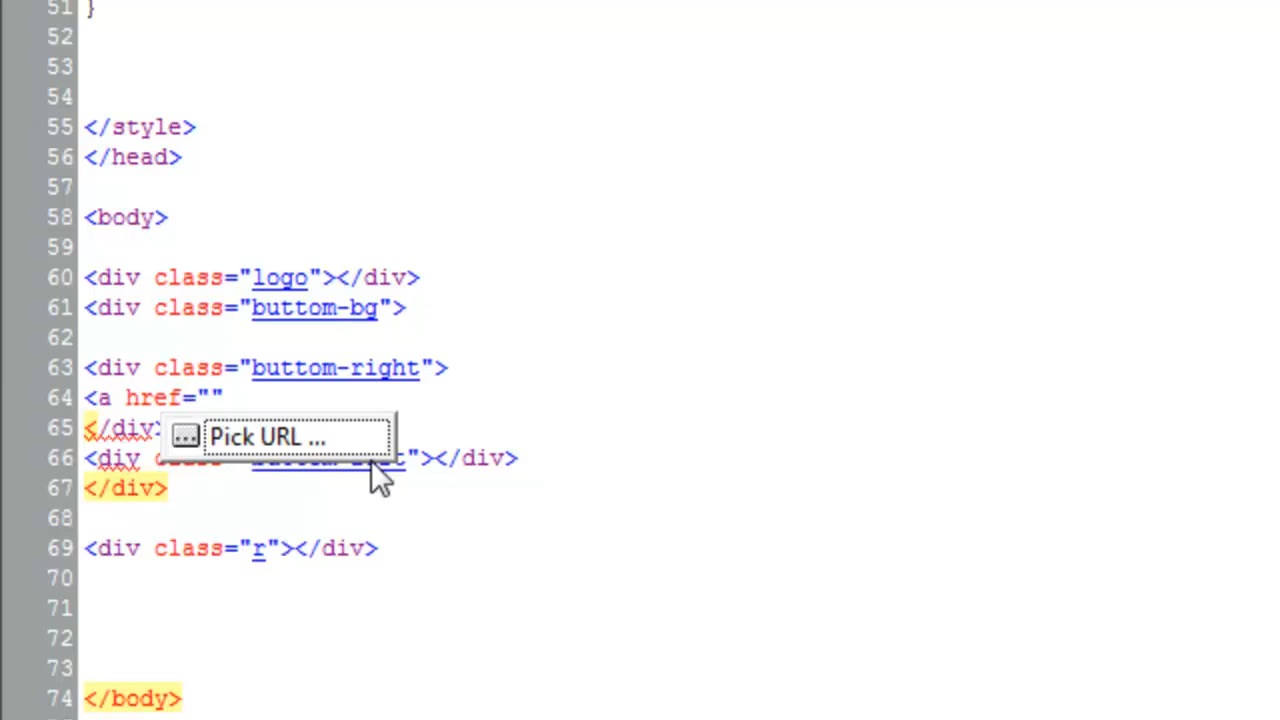 51 }
52
53
54
55 </style>
56 </head>
57
58 <body>
59
60 <div class="logo"></div>
61 <div class="buttom-bg">
62
63 <div class="buttom-right">
64 <a href=""
65 </div>
Pick URL ...
66 <div "></div>
67 </div>
68
69 <div class="r"></div>
70
71
72
73
74 </body>